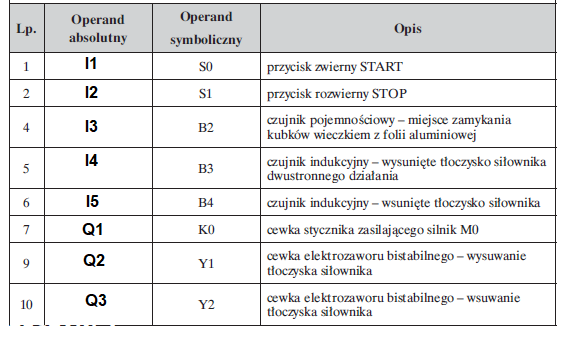 Lp. Operand absolutny Operand symboliczny Opis
1 I1 S0 przycisk zwierny START
2 I2 S1 przycisk rozwierny STOP
4 I3 B2 czujnik pojemnościowy – miejsce zamykania
kubków wieczkiem z folii aluminiowej
5 I4 B3 czujnik indukcyjny – wysunięte tłoczysko siłownika
dwustronnego działania
6 I5 B4 czujnik indukcyjny – wsunięte tłoczysko siłownika
7 Q1 K0 cewka stycznika zasilającego silnik M0
9 Q2 Y1 cewka elektrozaworu bistabilnego – wysuwanie
tłoczyska siłownika
10 Q3 Y2 cewka elektrozaworu bistabilnego – wsuwanie
tłoczyska siłownika